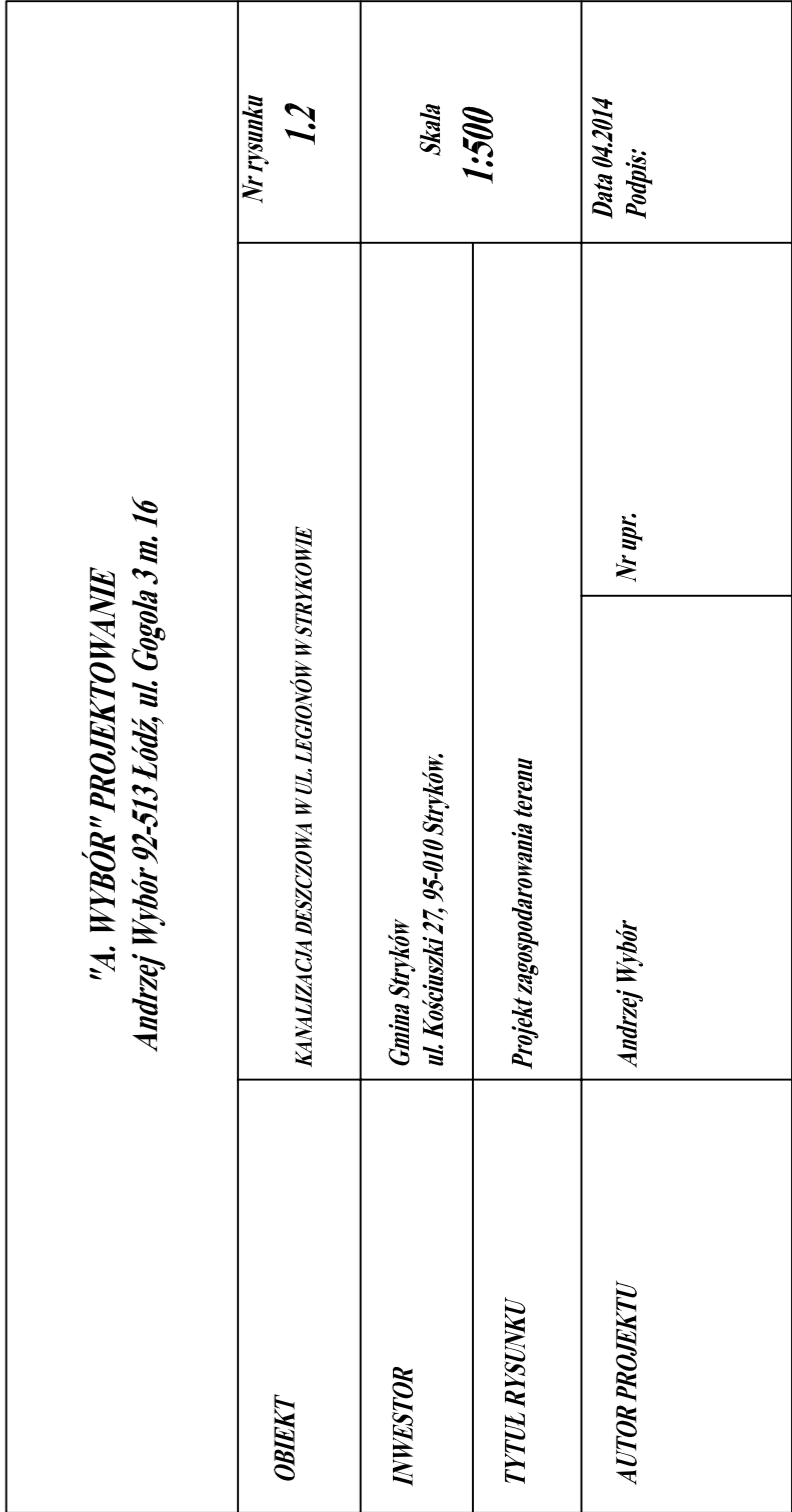 "A. WYBÓR" PROJEKTOWANIE
Andrzej Wybór 92-513 Łódź, ul. Gogola 3 m. 16
OBIEKT
KANALIZACJA DESZCZOWA W UL. LEGIONÓW W STRYKOWIE
Nr rysunku
1.2
INWESTOR
Gmina Stryków
ul. Kościuszki 27, 95-010 Stryków.
Skala
1:500
TYTUŁ RYSUNKU
Projekt zagospodarowania terenu
AUTOR PROJEKTU
Andrzej Wybór
Nr upr.
Data 04.2014
Podpis: